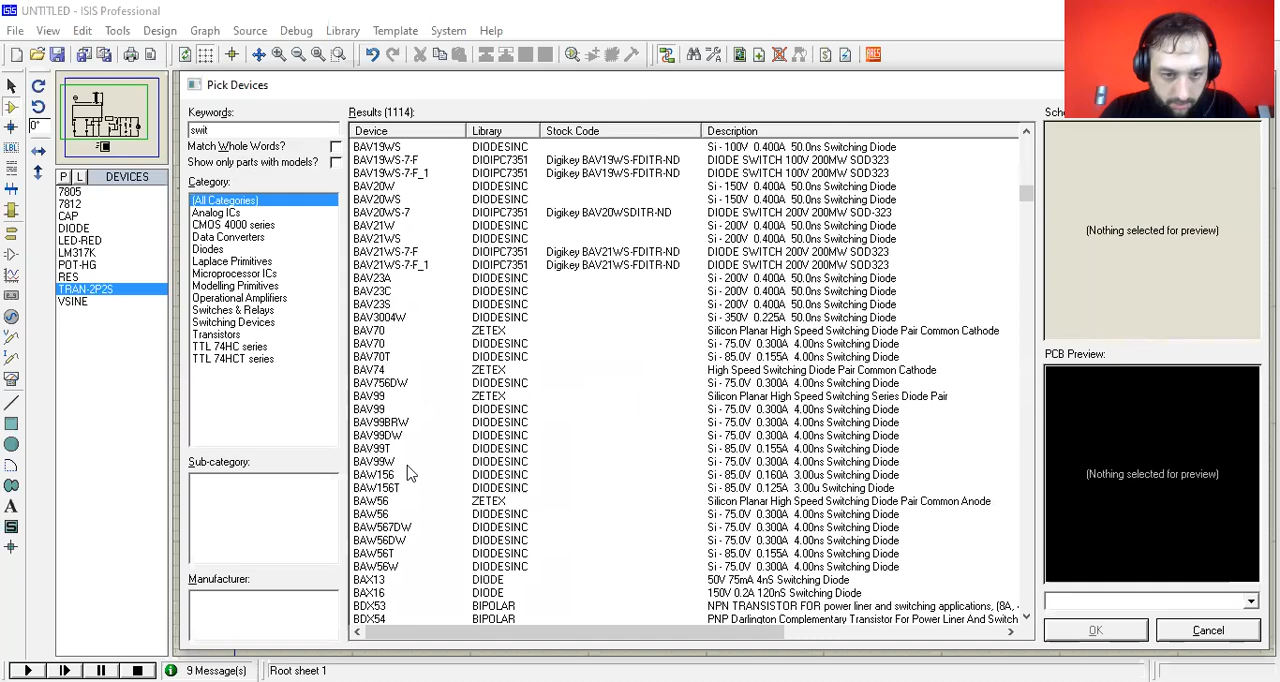 UNTITLED - ISIS Professional
File View Edit Tools Design Graph Source Debug Library Template System Help
ARES
0°
LBL
P L DEVICES
7805
7812
CAP
DIODE
LED-RED
LM317K
POT-HG
RES
TRAN-2P2S
VSINE
Pick Devices
Keywords:
swit
Match Whole Words?
Show only parts with models?
Category:
(All Categories)
Analog ICs
CMOS 4000 series
Data Converters
Diodes
Laplace Primitives
Microprocessor ICs
Modelling Primitives
Operational Amplifiers
Switches & Relays
Switching Devices
Transistors
TTL 74HC series
TTL 74HCT series
Sub-category:
Manufacturer:
Results (1114):
Device Library Stock Code Description
BAV19WS DIODESINC Si - 100V 0.400A 50.0ns Switching Diode
BAV19WS-7-F DIOIPC7351 Digikey BAV19WS-FDITR-ND DIODE SWITCH 100V 200MW SOD-323
BAV19WS-7-F_1 DIOIPC7351 Digikey BAV19WS-FDITR-ND DIODE SWITCH 100V 200MW SOD-323
BAV20W DIODESINC Si - 150V 0.400A 50.0ns Switching Diode
BAV20WS DIODESINC Si - 150V 0.400A 50.0ns Switching Diode
BAV20WS-7 DIOIPC7351 Digikey BAV20WSDITR-ND DIODE SWITCH 200V 200MW SOD-323
BAV21W DIODESINC Si - 200V 0.400A 50.0ns Switching Diode
BAV21WS DIODESINC Si - 200V 0.400A 50.0ns Switching Diode
BAV21WS-7-F DIOIPC7351 Digikey BAV21WS-FDITR-ND DIODE SWITCH 200V 200MW SOD323
BAV21WS-7-F_1 DIOIPC7351 Digikey BAV21WS-FDITR-ND DIODE SWITCH 200V 200MW SOD323
BAV23A DIODESINC Si - 200V 0.400A 50.0ns Switching Diode
BAV23C DIODESINC Si - 200V 0.400A 50.0ns Switching Diode
BAV23S DIODESINC Si - 200V 0.400A 50.0ns Switching Diode
BAV3004W DIODESINC Si - 350V 0.225A 50.0ns Switching Diode
BAV70 ZETEX Silicon Planar High Speed Switching Diode Pair Common Cathode
BAV70 DIODESINC Si - 75.0V 0.300A 4.00ns Switching Diode
BAV70T DIODESINC Si - 85.0V 0.155A 4.00ns Switching Diode
BAV74 ZETEX High Speed Switching Diode Pair Common Cathode
BAV756DW DIODESINC Si - 75.0V 0.300A 4.00ns Switching Diode
BAV99 ZETEX Silicon Planar High Speed Switching Series Diode Pair
BAV99 DIODESINC Si - 75.0V 0.300A 4.00ns Switching Diode
BAV99BRW DIODESINC Si - 75.0V 0.300A 4.00ns Switching Diode
BAV99DW DIODESINC Si - 75.0V 0.300A 4.00ns Switching Diode
BAV99T DIODESINC Si - 85.0V 0.155A 4.00ns Switching Diode
BAV99W DIODESINC Si - 75.0V 0.300A 4.00ns Switching Diode
BAW156 DIODESINC Si - 85.0V 0.160A 3.00u Switching Diode
BAW156T DIODESINC Si - 85.0V 0.125A 3.00u Switching Diode
BAW56 ZETEX Silicon Planar High Speed Switching Diode Pair Common Anode
BAW56 DIODESINC Si - 75.0V 0.300A 4.00ns Switching Diode
BAW567DW DIODESINC Si - 75.0V 0.300A 4.00ns Switching Diode
BAW56DW DIODESINC Si - 75.0V 0.300A 4.00ns Switching Diode
BAW56T DIODESINC Si - 85.0V 0.155A 4.00ns Switching Diode
BAW56W DIODESINC Si - 75.0V 0.300A 4.00ns Switching Diode
BAX13 DIODE 50V 75mA 4nS Switching Diode
BAX16 DIODE 150V 0.2A 120nS Switching Diode
BDX53 BIPOLAR NPN TRANSISTOR FOR power liner and switching applications, (8A,
BDX54 BIPOLAR PNP Darlington Complementary Transistor For Power Liner And Switch
(Nothing selected for preview)
PCB Preview:
(Nothing selected for preview)
OK Cancel
9 Message(s) Root sheet 1